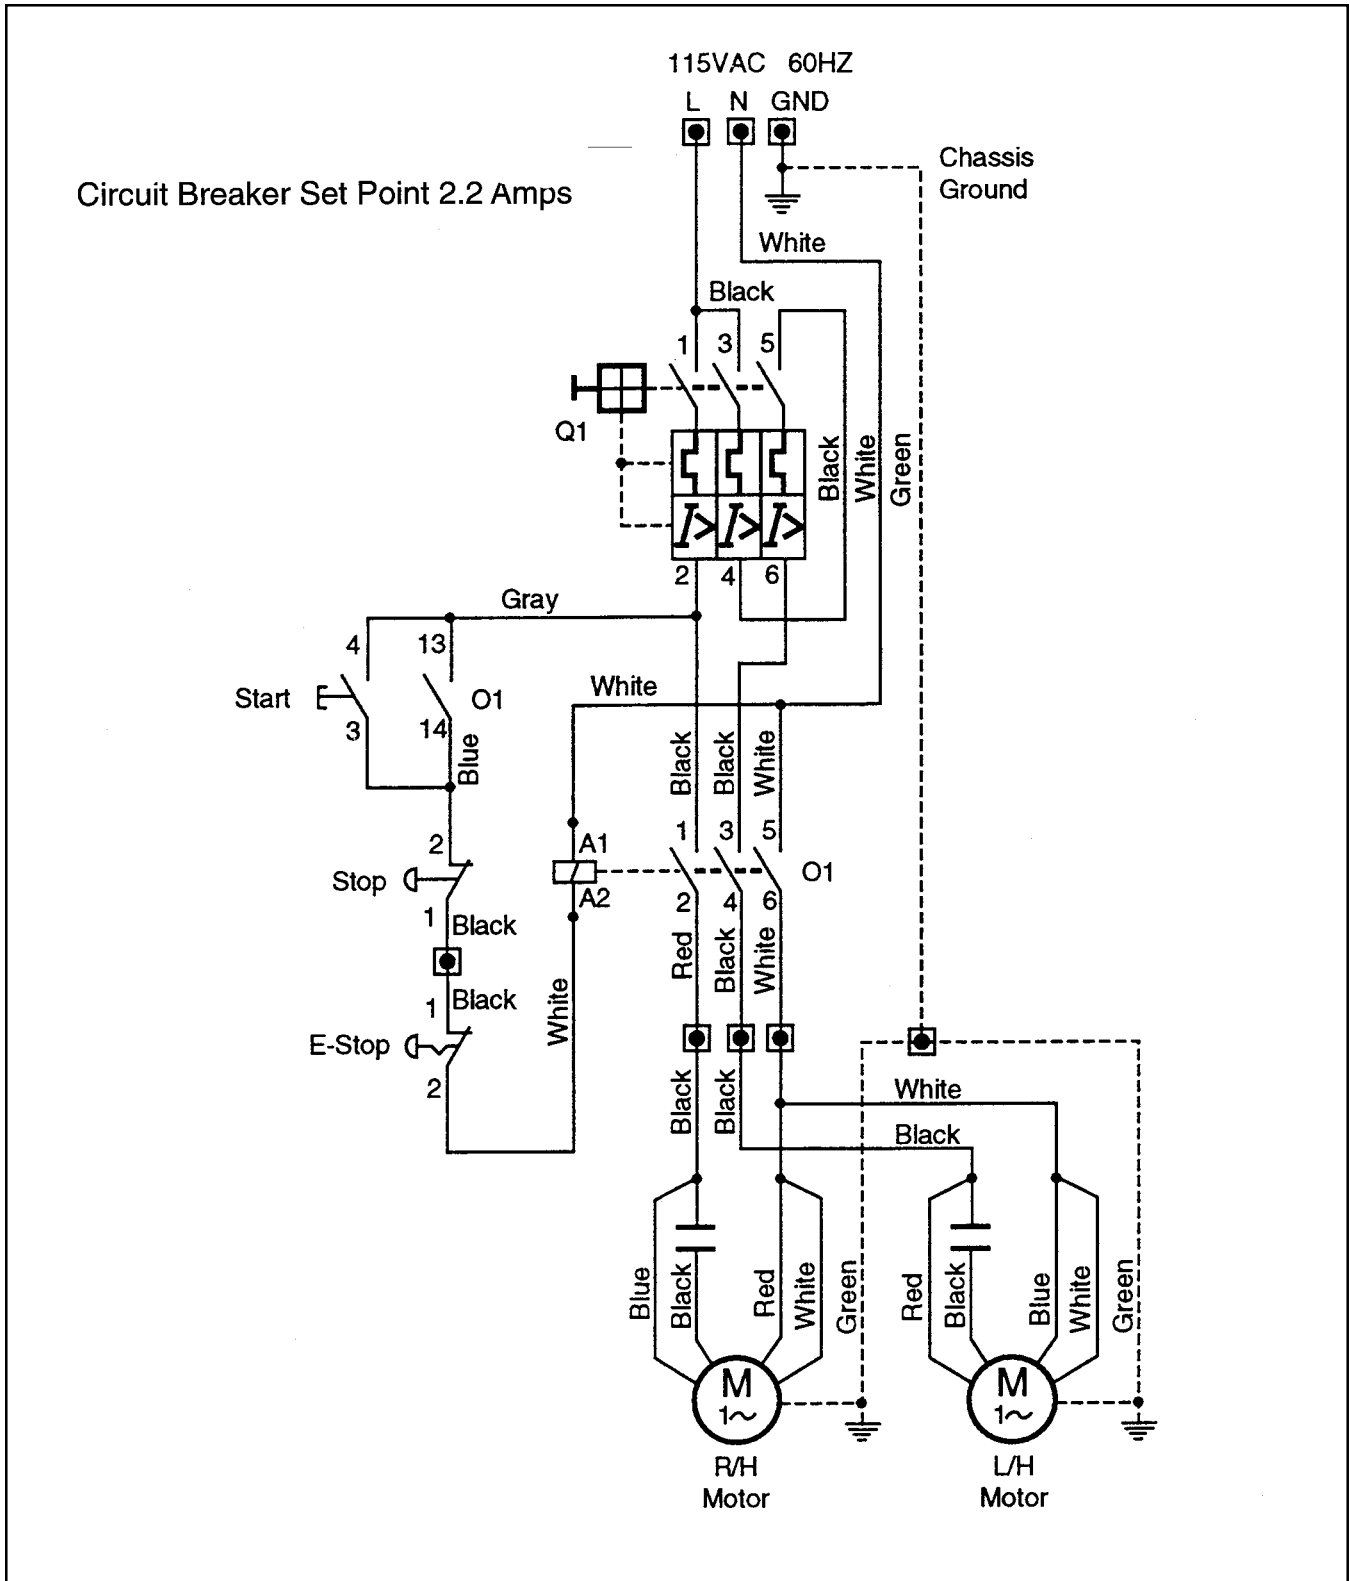 115VAC 60HZ
L N GND
Chassis
Ground
Circuit Breaker Set Point 2.2 Amps
White
Black
1 3 5
Q1
Black
White
Green
2 4 6
Gray
4 13
Start
O1
3 14
Blue
White
Black
Black
White
2
Stop
1
Black
A1
A2
1 3 5
O1
2 4 6
Red
Black
White
White
1
Black
E-Stop
2
Black
Black
White
Black
Blue
Black
Red
White
Green
Red
Black
Blue
White
Green
M
1~
M
1~
R/H
Motor
L/H
Motor